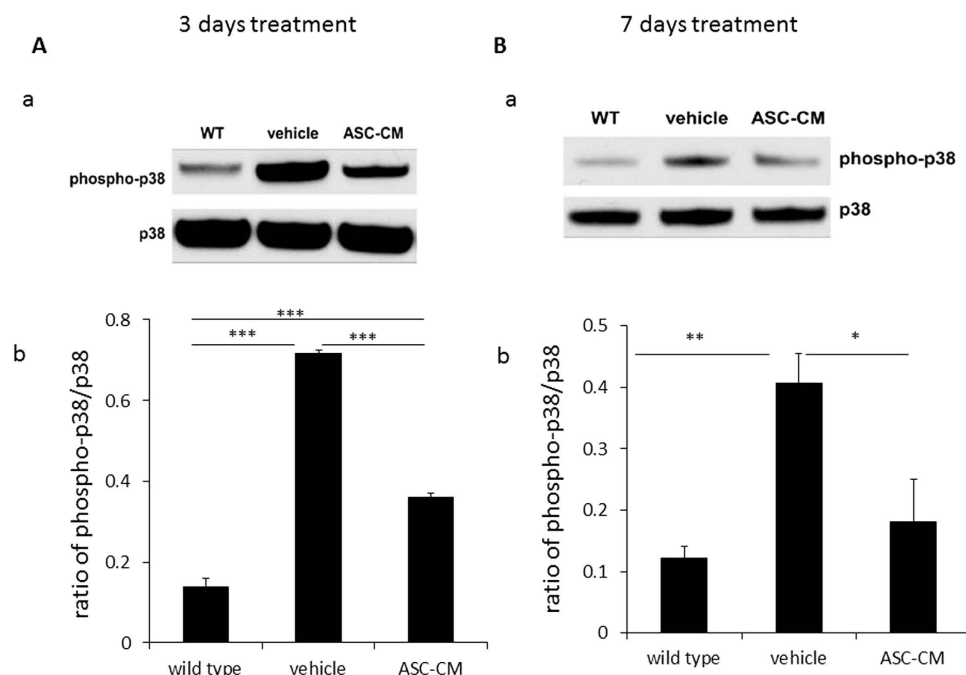 3 days treatment
A
a
WT vehicle ASC-CM
phospho-p38
p38
b
ratio of phospho-p38/p38
0.8
0.6
0.4
0.2
0
***
***
***
wild type vehicle ASC-CM
7 days treatment
B
a
WT vehicle ASC-CM
phospho-p38
p38
b
ratio of phospho-p38/p38
0.5
0.4
0.3
0.2
0.1
0
**
*
wild type vehicle ASC-CM